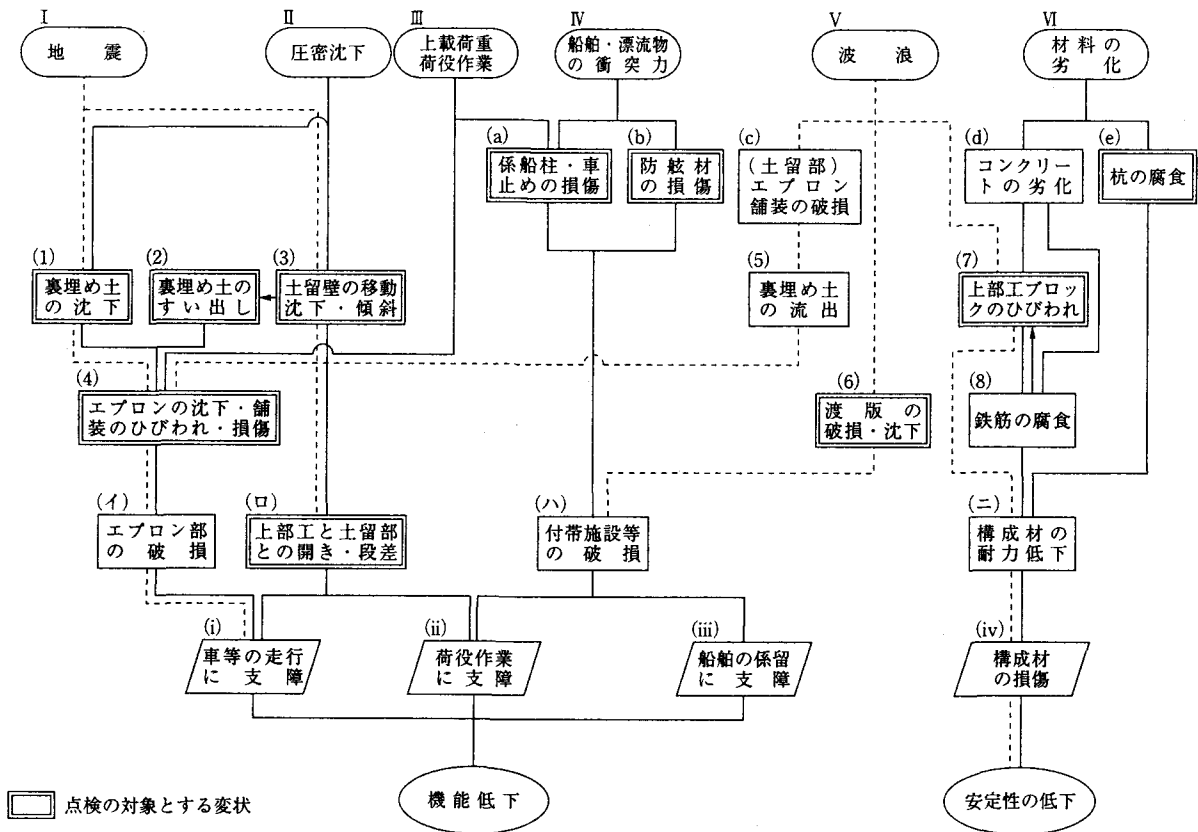 Ⅰ
地震
Ⅱ
圧密沈下
Ⅲ
上載荷重
荷役作業
Ⅳ
船舶・漂流物
の衝突力
Ⅴ
波浪
Ⅵ
材料の
劣化
(a)
係船柱・車
止めの損傷
(b)
防舷材
の損傷
(c)
(土留部)
エプロン
舗装の破損
(d)
コンクリー
トの劣化
(e)
杭の腐食
(1)
裏埋め土
の沈下
(2)
裏埋め土の
すい出し
(3)
土留壁の移動
沈下・傾斜
(5)
裏埋め土
の流出
(7)
上部工ブロッ
クのひびわれ
(4)
エプロンの沈下・舗
装のひびわれ・損傷
(6)
渡版の
破損・沈下
(8)
鉄筋の腐食
(イ)
エプロン部
の破損
(ロ)
上部工と土留部
との開き・段差
(ハ)
付帯施設等
の破損
(ニ)
構成材の
耐力低下
(i)
車等の走行
に支障
(ii)
荷役作業
に支障
(iii)
船舶の係留
に支障
(iv)
構成材
の損傷
機能低下
安定性の低下
点検の対象とする変状